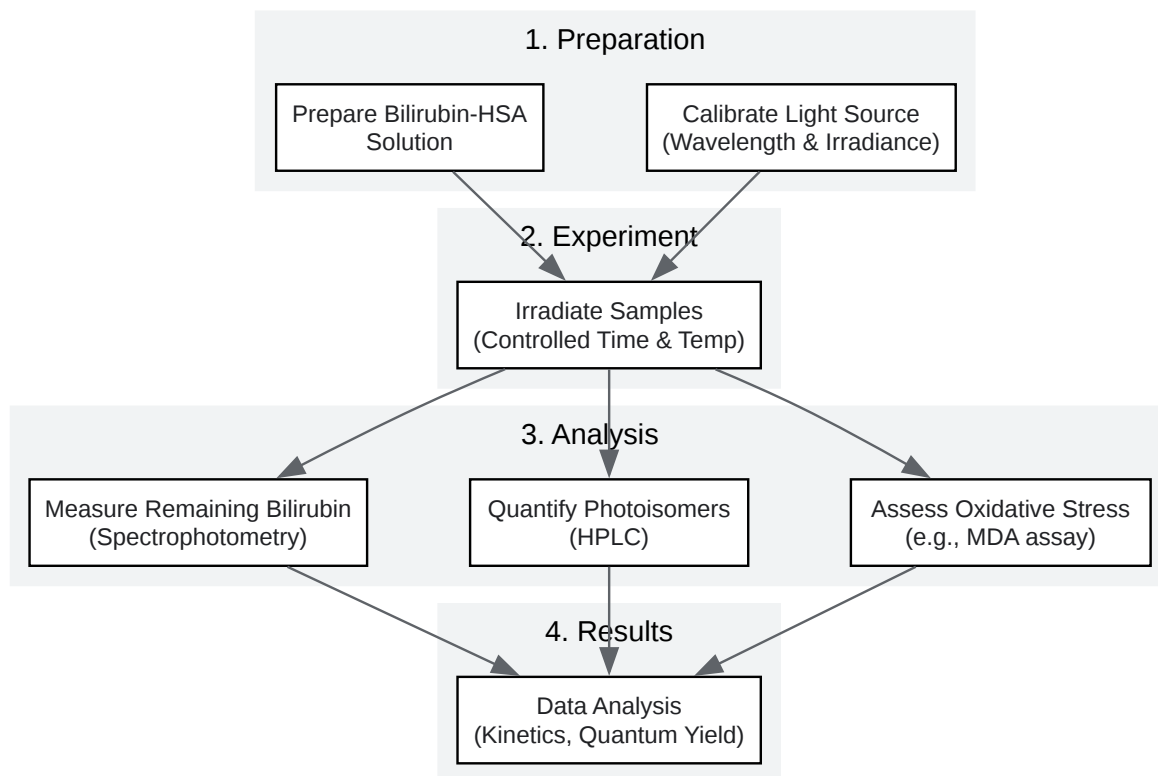 1. Preparation
Prepare Bilirubin-HSA
Solution
Calibrate Light Source
(Wavelength & Irradiance)
2. Experiment
Irradiate Samples
(Controlled Time & Temp)
3. Analysis
Measure Remaining Bilirubin
(Spectrophotometry)
Quantify Photoisomers
(HPLC)
Assess Oxidative Stress
(e.g., MDA assay)
4. Results
Data Analysis
(Kinetics, Quantum Yield)